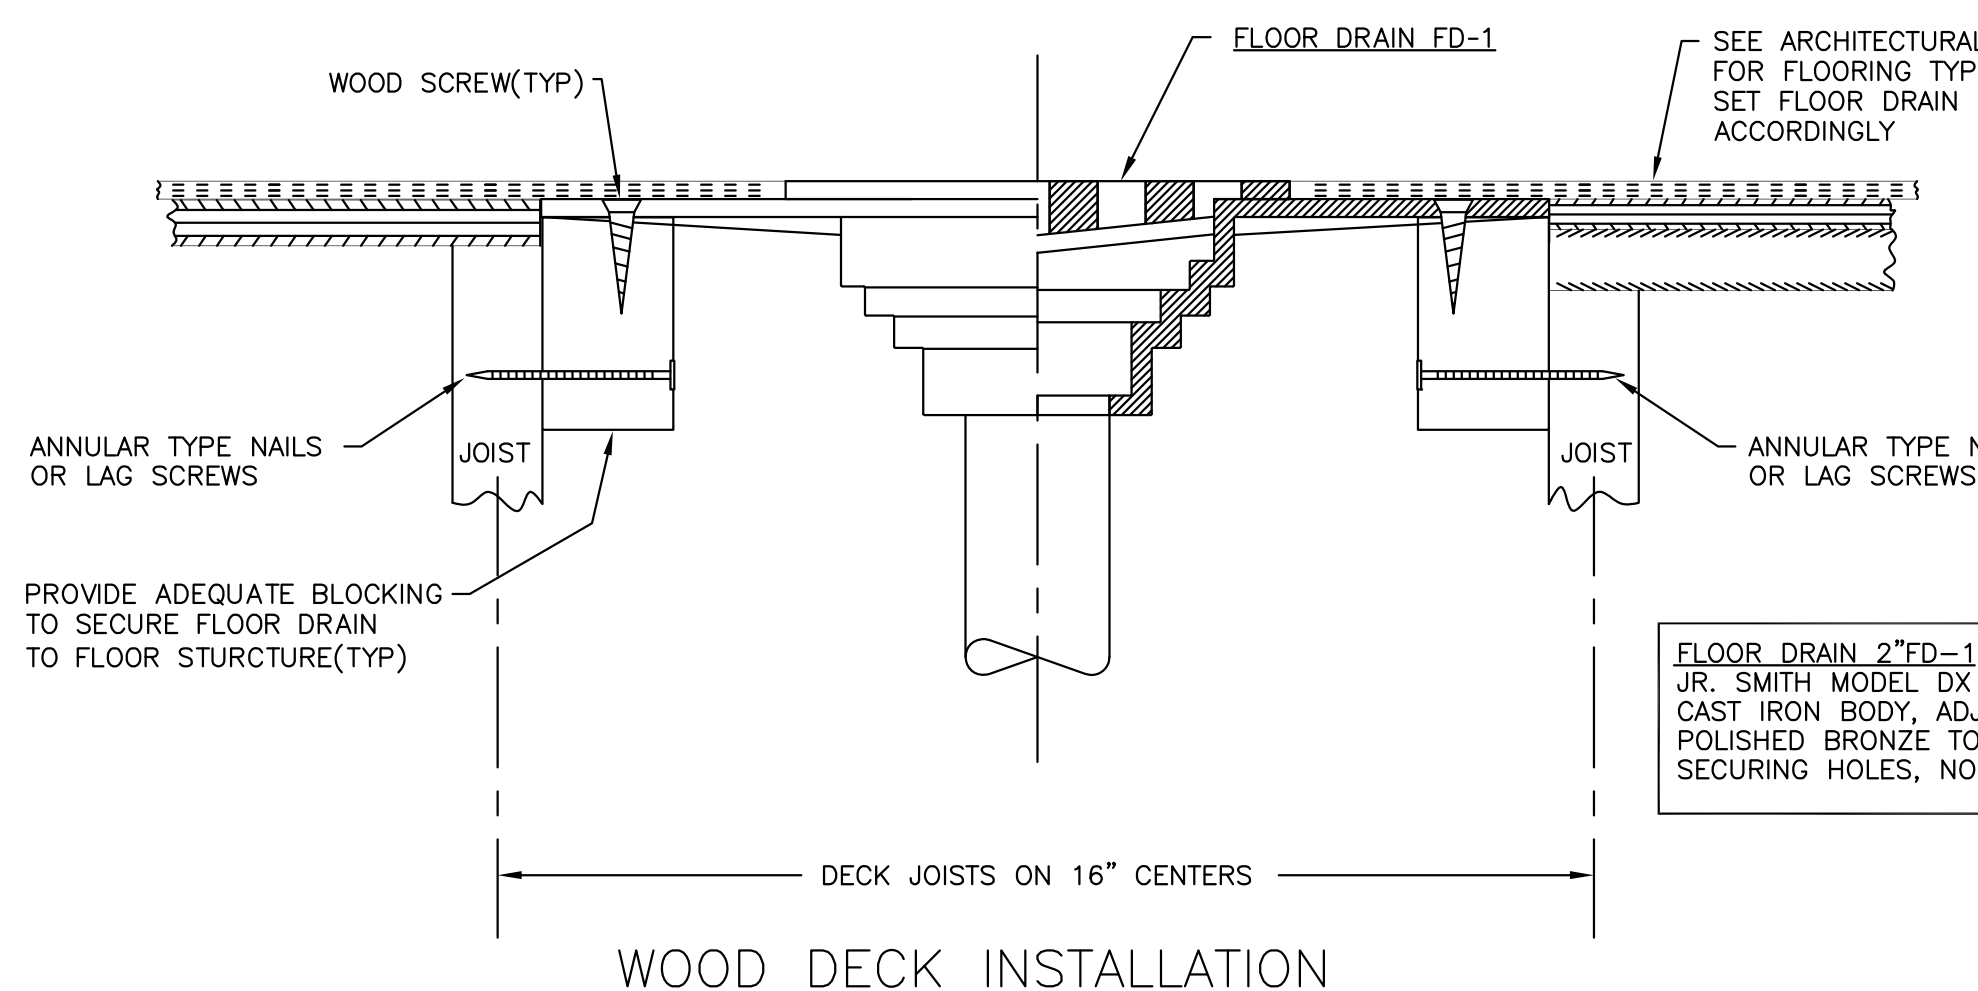 FLOOR DRAIN FD-1
SEE ARCHITECTURAL
FOR FLOORING TYP
SET FLOOR DRAIN
ACCORDINGLY
WOOD SCREW(TYP)
ANNULAR TYPE NAILS
OR LAG SCREWS
JOIST
JOIST
ANNULAR TYPE N
OR LAG SCREWS
PROVIDE ADEQUATE BLOCKING
TO SECURE FLOOR DRAIN
TO FLOOR STURCTURE(TYP)
FLOOR DRAIN 2”FD-1
JR. SMITH MODEL DX
CAST IRON BODY, ADJ
POLISHED BRONZE TO
SECURING HOLES, NO
DECK JOISTS ON 16” CENTERS
WOOD DECK INSTALLATION